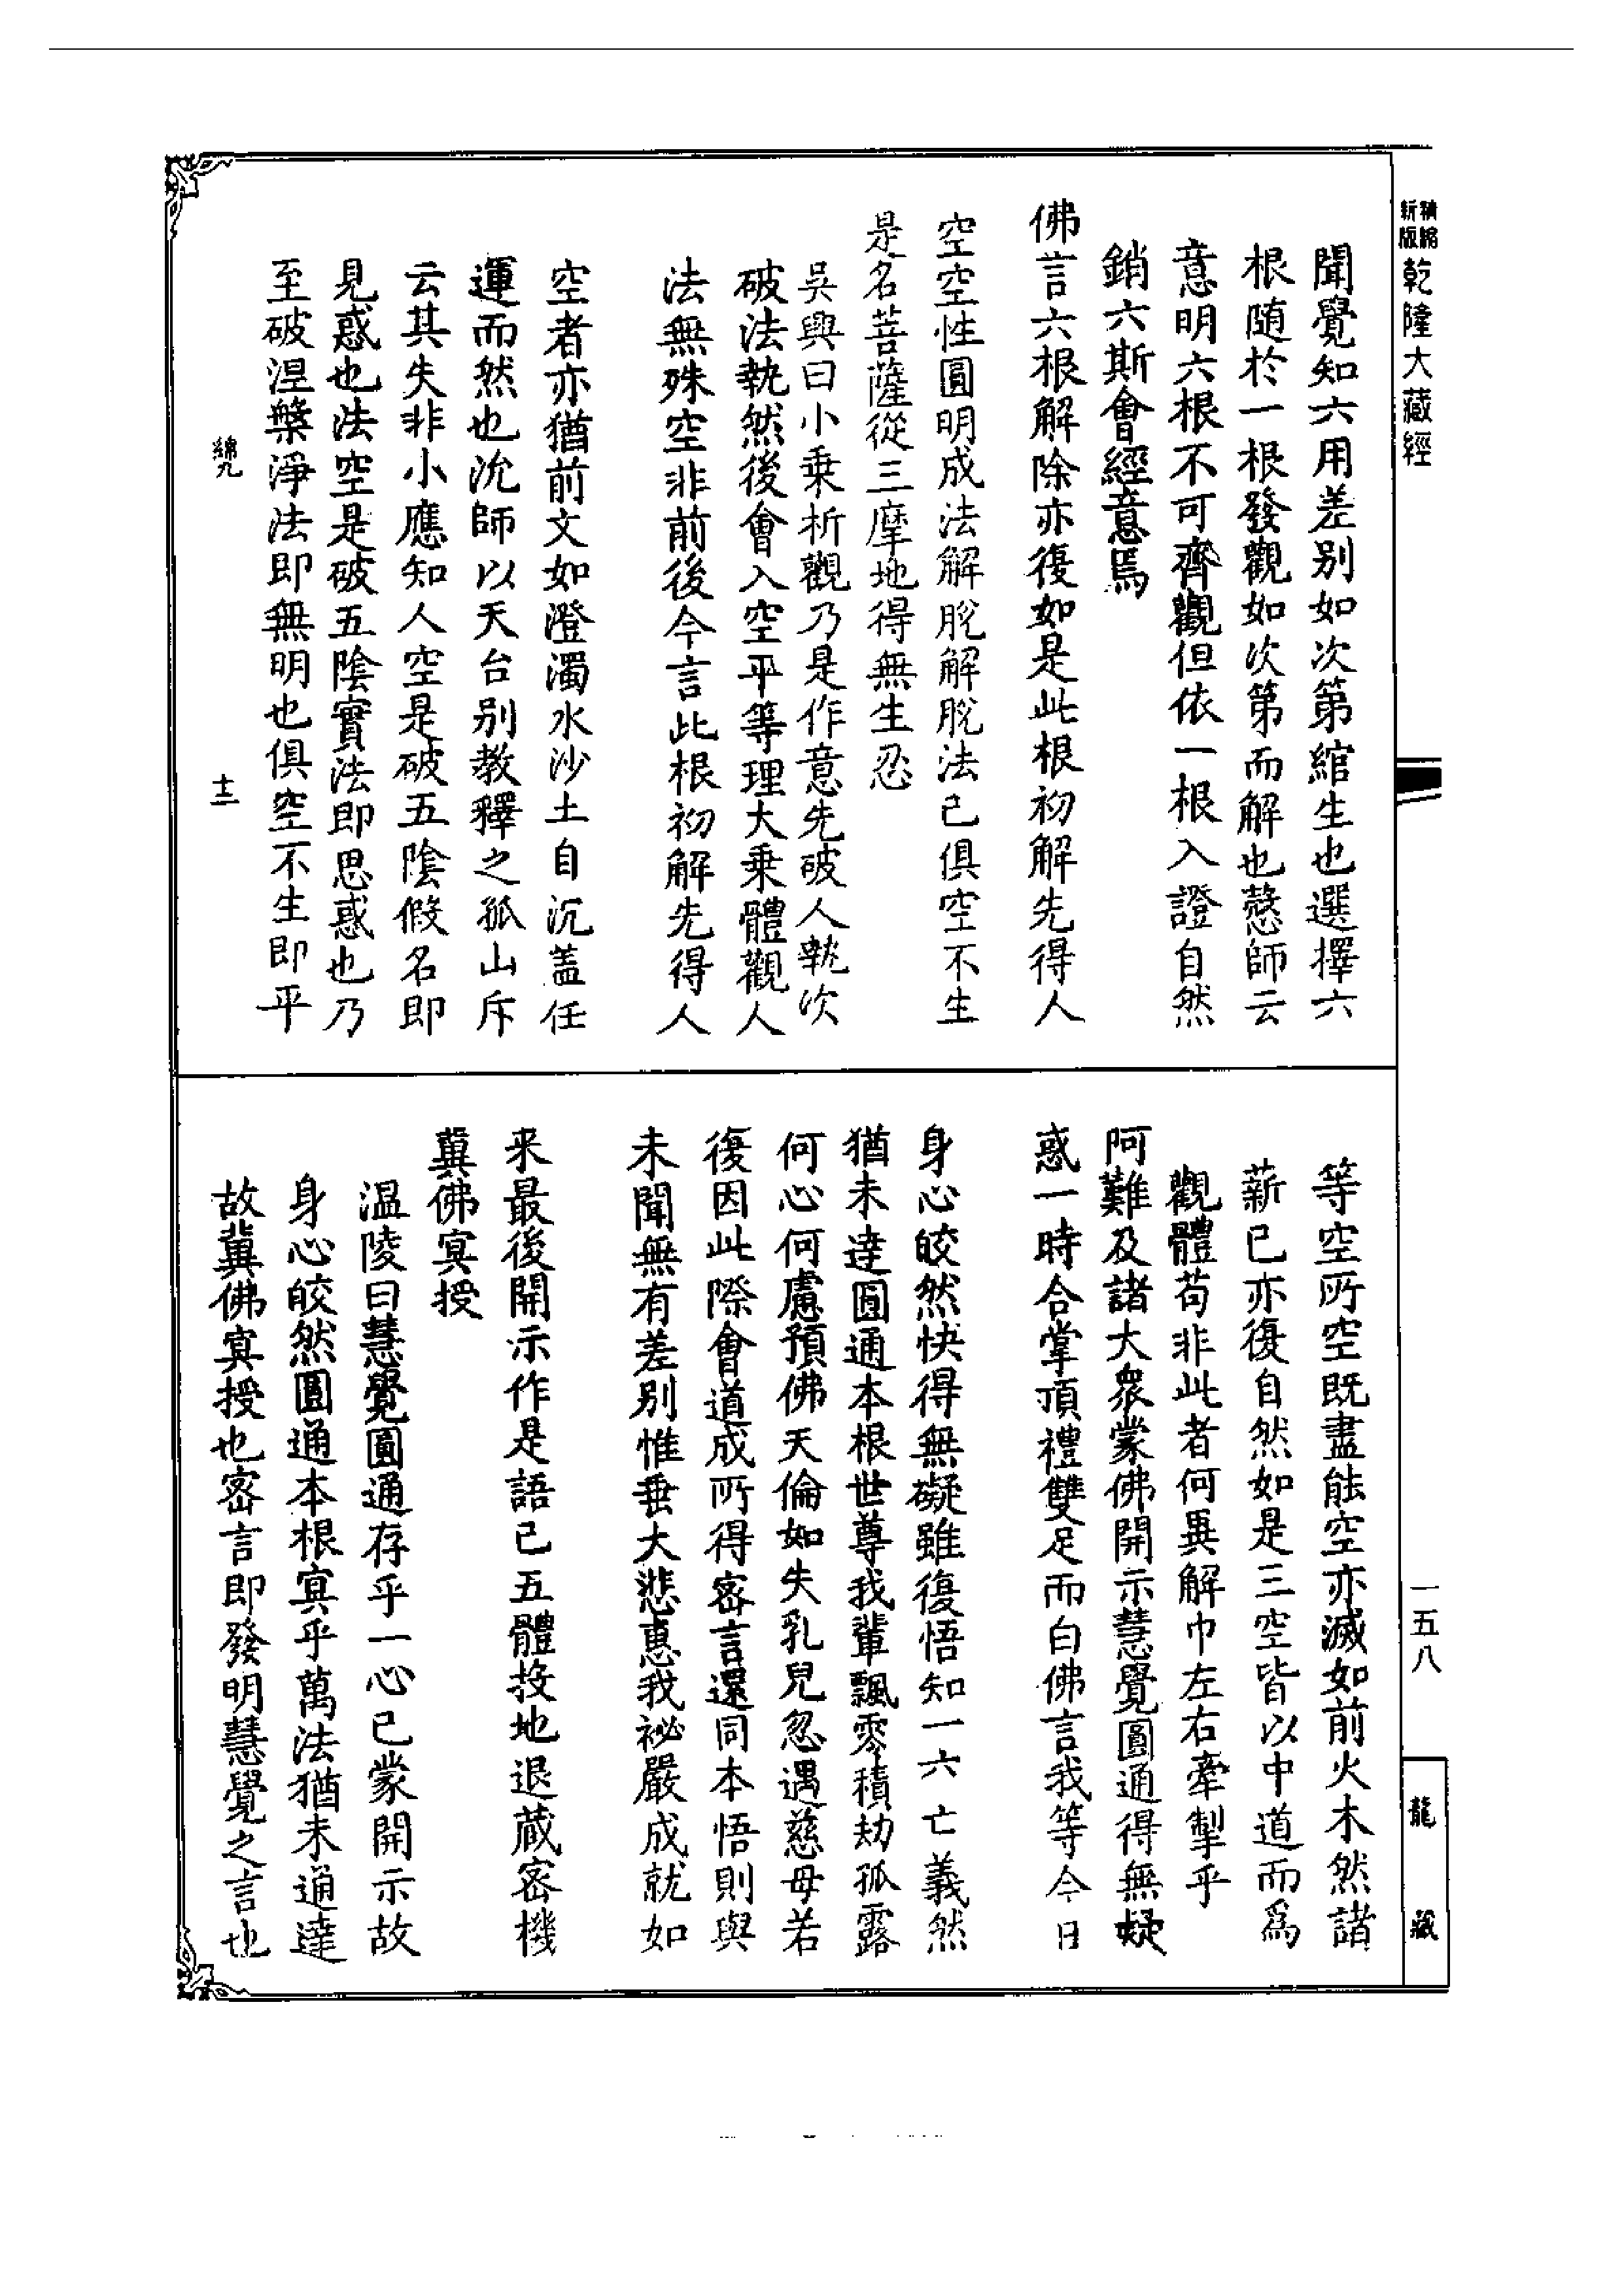 精縮新版乾隆大藏經
聞覺知六用差别如次第綰生也選擇六
根随於一根發觀如次第而解也慤師云
意明六根不可齊觀但依一根入證自然
銷六斯會經意焉
佛言六根解除亦復如是此根初解先得人
空空性圓明成法解脫解脫法已俱空不生
是名菩薩從三摩地得無生忍
吳興曰小乗析觀乃是作意先破人執次
破法執然後會入空平等理大乗體觀人
法無殊空非前後今言此根初解先得人
空者亦猶前文如澄濁水沙土自沉蓋任
運而然也沇師以天台别教釋之孤山斥
云其失非小應知人空是破五陰假名即
見惑也法空是破五陰實法即思惑也乃
至破涅槃淨法即無明也俱空不生即平
綿九
十二
等空所空既盡能空亦滅如前火木然諸
薪已亦復自然如是三空皆以中道而爲
觀體苟非此者何異解巾左右牽掣乎
阿難及諸大衆蒙佛開示慧覺圓通得無疑
惑一時合掌頂禮雙足而白佛言我等今日
身心皎然快得無礙雖復悟知一六亡義然
猶未達圓通本根世尊我輩飄零積劫孤露
何心何慮預佛天倫如失乳兒忽遇慈母若
復因此際會道成所得密言還同本悟則與
未聞無有差别惟垂大悲惠我祕嚴成就如
来最後開示作是語已五體投地退藏密機
冀佛冥授
温陵曰慧覺圓通存乎一心已蒙開示故
身心皎然圓通本根冥乎萬法猶未通達
故冀佛冥授也密言即發明慧覺之言也
一五八
龍藏